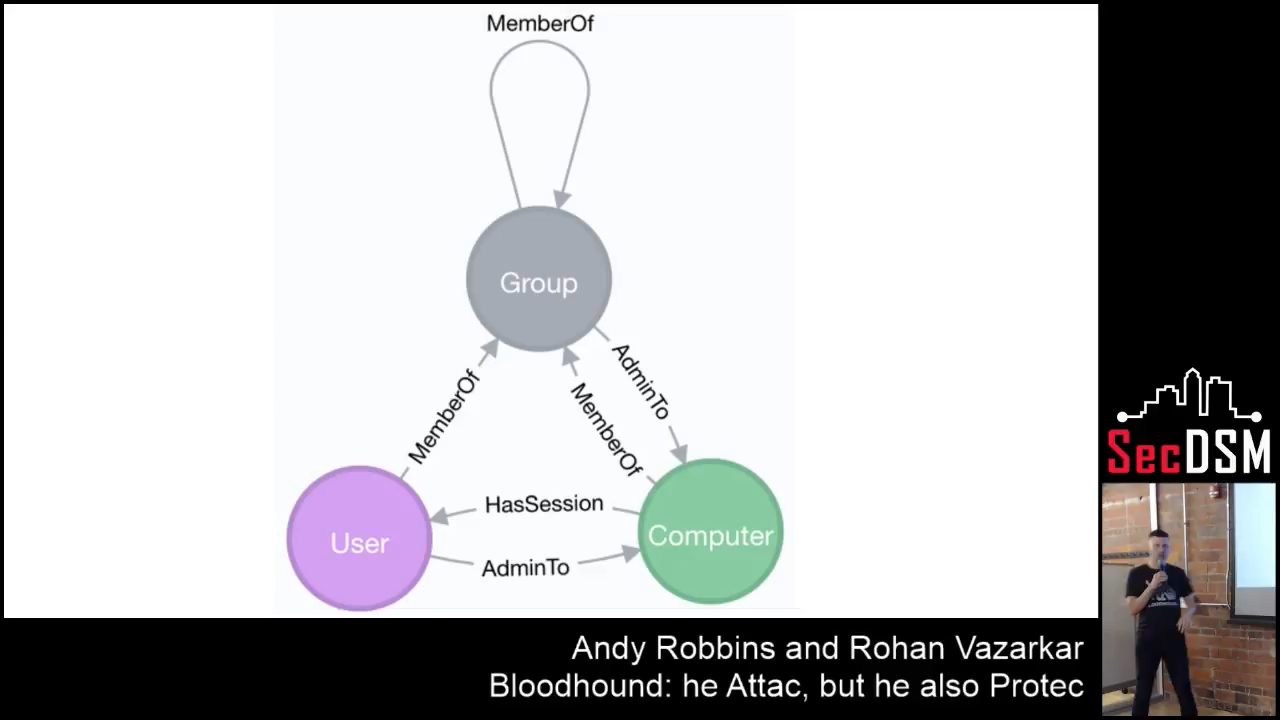 MemberOf
Group
AdminTo
MemberOf
MemberOf
HasSession
User
Computer
AdminTo
SecDSM
Andy Robbins and Rohan Vazarkar
Bloodhound: he Attac, but he also Protec